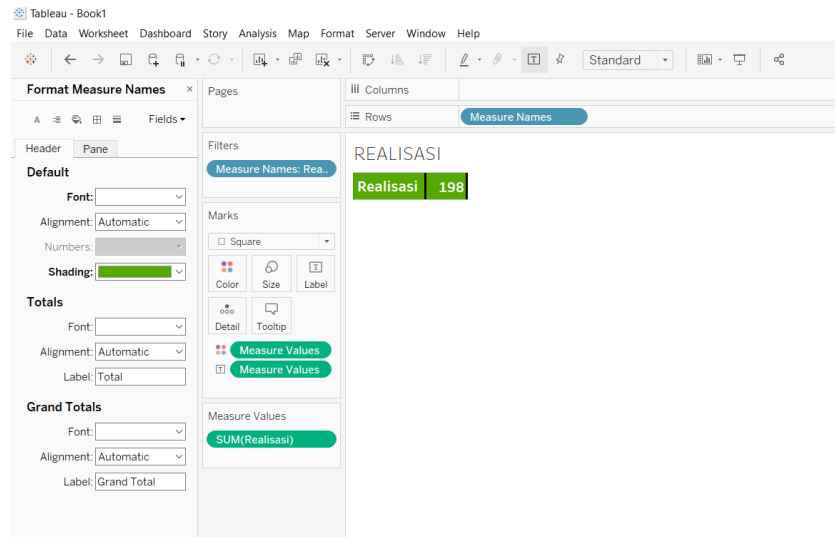 Tableau - Book1
File Data Worksheet Dashboard Story Analysis Map Format Server Window Help
Standard
Format Measure Names
Fields
Header Pane
Default
Font:
Alignment: Automatic
Numbers:
Shading:
Totals
Font:
Alignment: Automatic
Label: Total
Grand Totals
Font:
Alignment: Automatic
Label: Grand Total
Pages
Filters
Measure Names: Rea..
Marks
Square
Color Size Label
Detail Tooltip
Measure Values
Measure Values
Measure Values
SUM(Realisasi)
Columns
Rows Measure Names
REALISASI
Realisasi 198